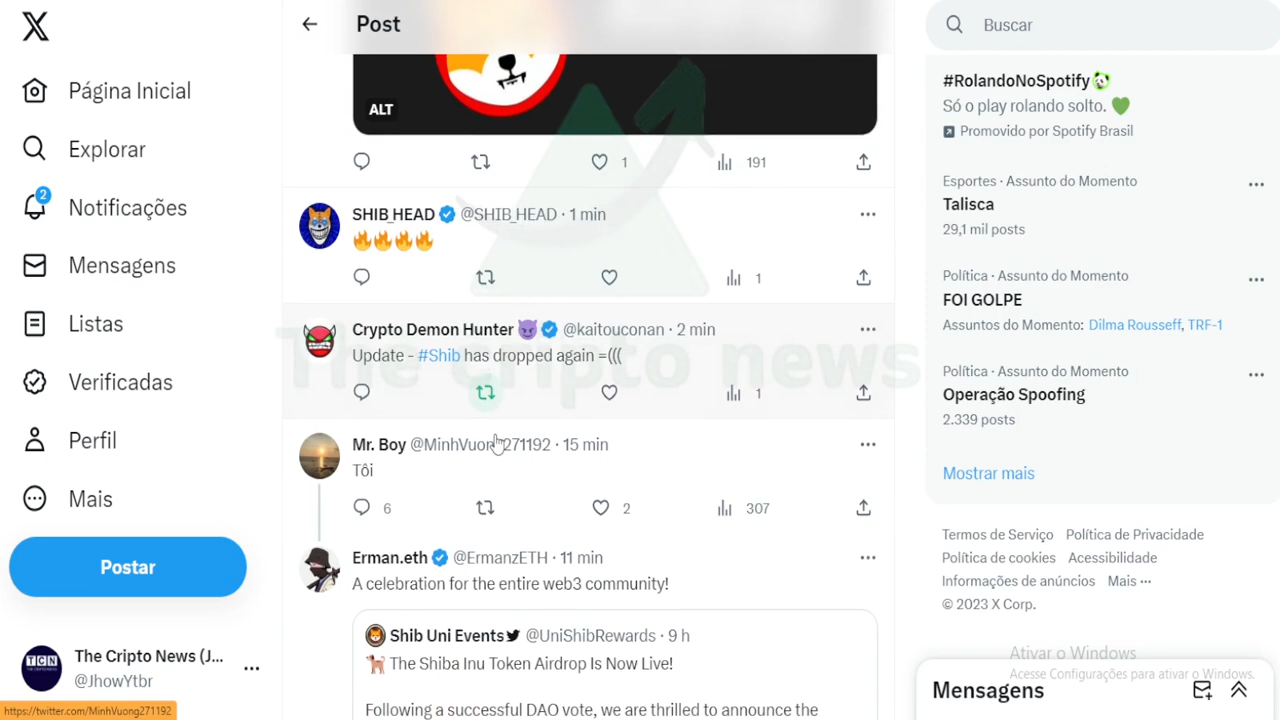 Post
Buscar
Página Inicial
Explorar
2
Notificações
Mensagens
Listas
Verificadas
Perfil
Mais
Postar
The Cripto News (J...
@JhowYtbr
https://twitter.com/MinhVuong271192
ALT
1 191
SHIB_HEAD @SHIB_HEAD · 1 min
🔥🔥🔥🔥
1
Crypto Demon Hunter 😈 @kaitouconan · 2 min
Update - #Shib has dropped again =(((
1
The cripto news
Mr. Boy @MinhVuong271192 · 15 min
Tôi
6 2 307
Erman.eth @ErmanzETH · 11 min
A celebration for the entire web3 community!
Shib Uni Events @UniShibRewards · 9 h
🐕 The Shiba Inu Token Airdrop Is Now Live!
Following a successful DAO vote, we are thrilled to announce the
#RolandoNoSpotify
Só o play rolando solto. 💚
Promovido por Spotify Brasil
Esportes · Assunto do Momento
Talisca
29,1 mil posts
Política · Assunto do Momento
FOI GOLPE
Assuntos do Momento: Dilma Rousseff, TRF-1
Política · Assunto do Momento
Operação Spoofing
2.339 posts
Mostrar mais
Termos de Serviço Política de Privacidade
Política de cookies Acessibilidade
Informações de anúncios Mais ···
© 2023 X Corp.
Ativar o Windows
Acesse Configurações para ativar o Windows.
Mensagens